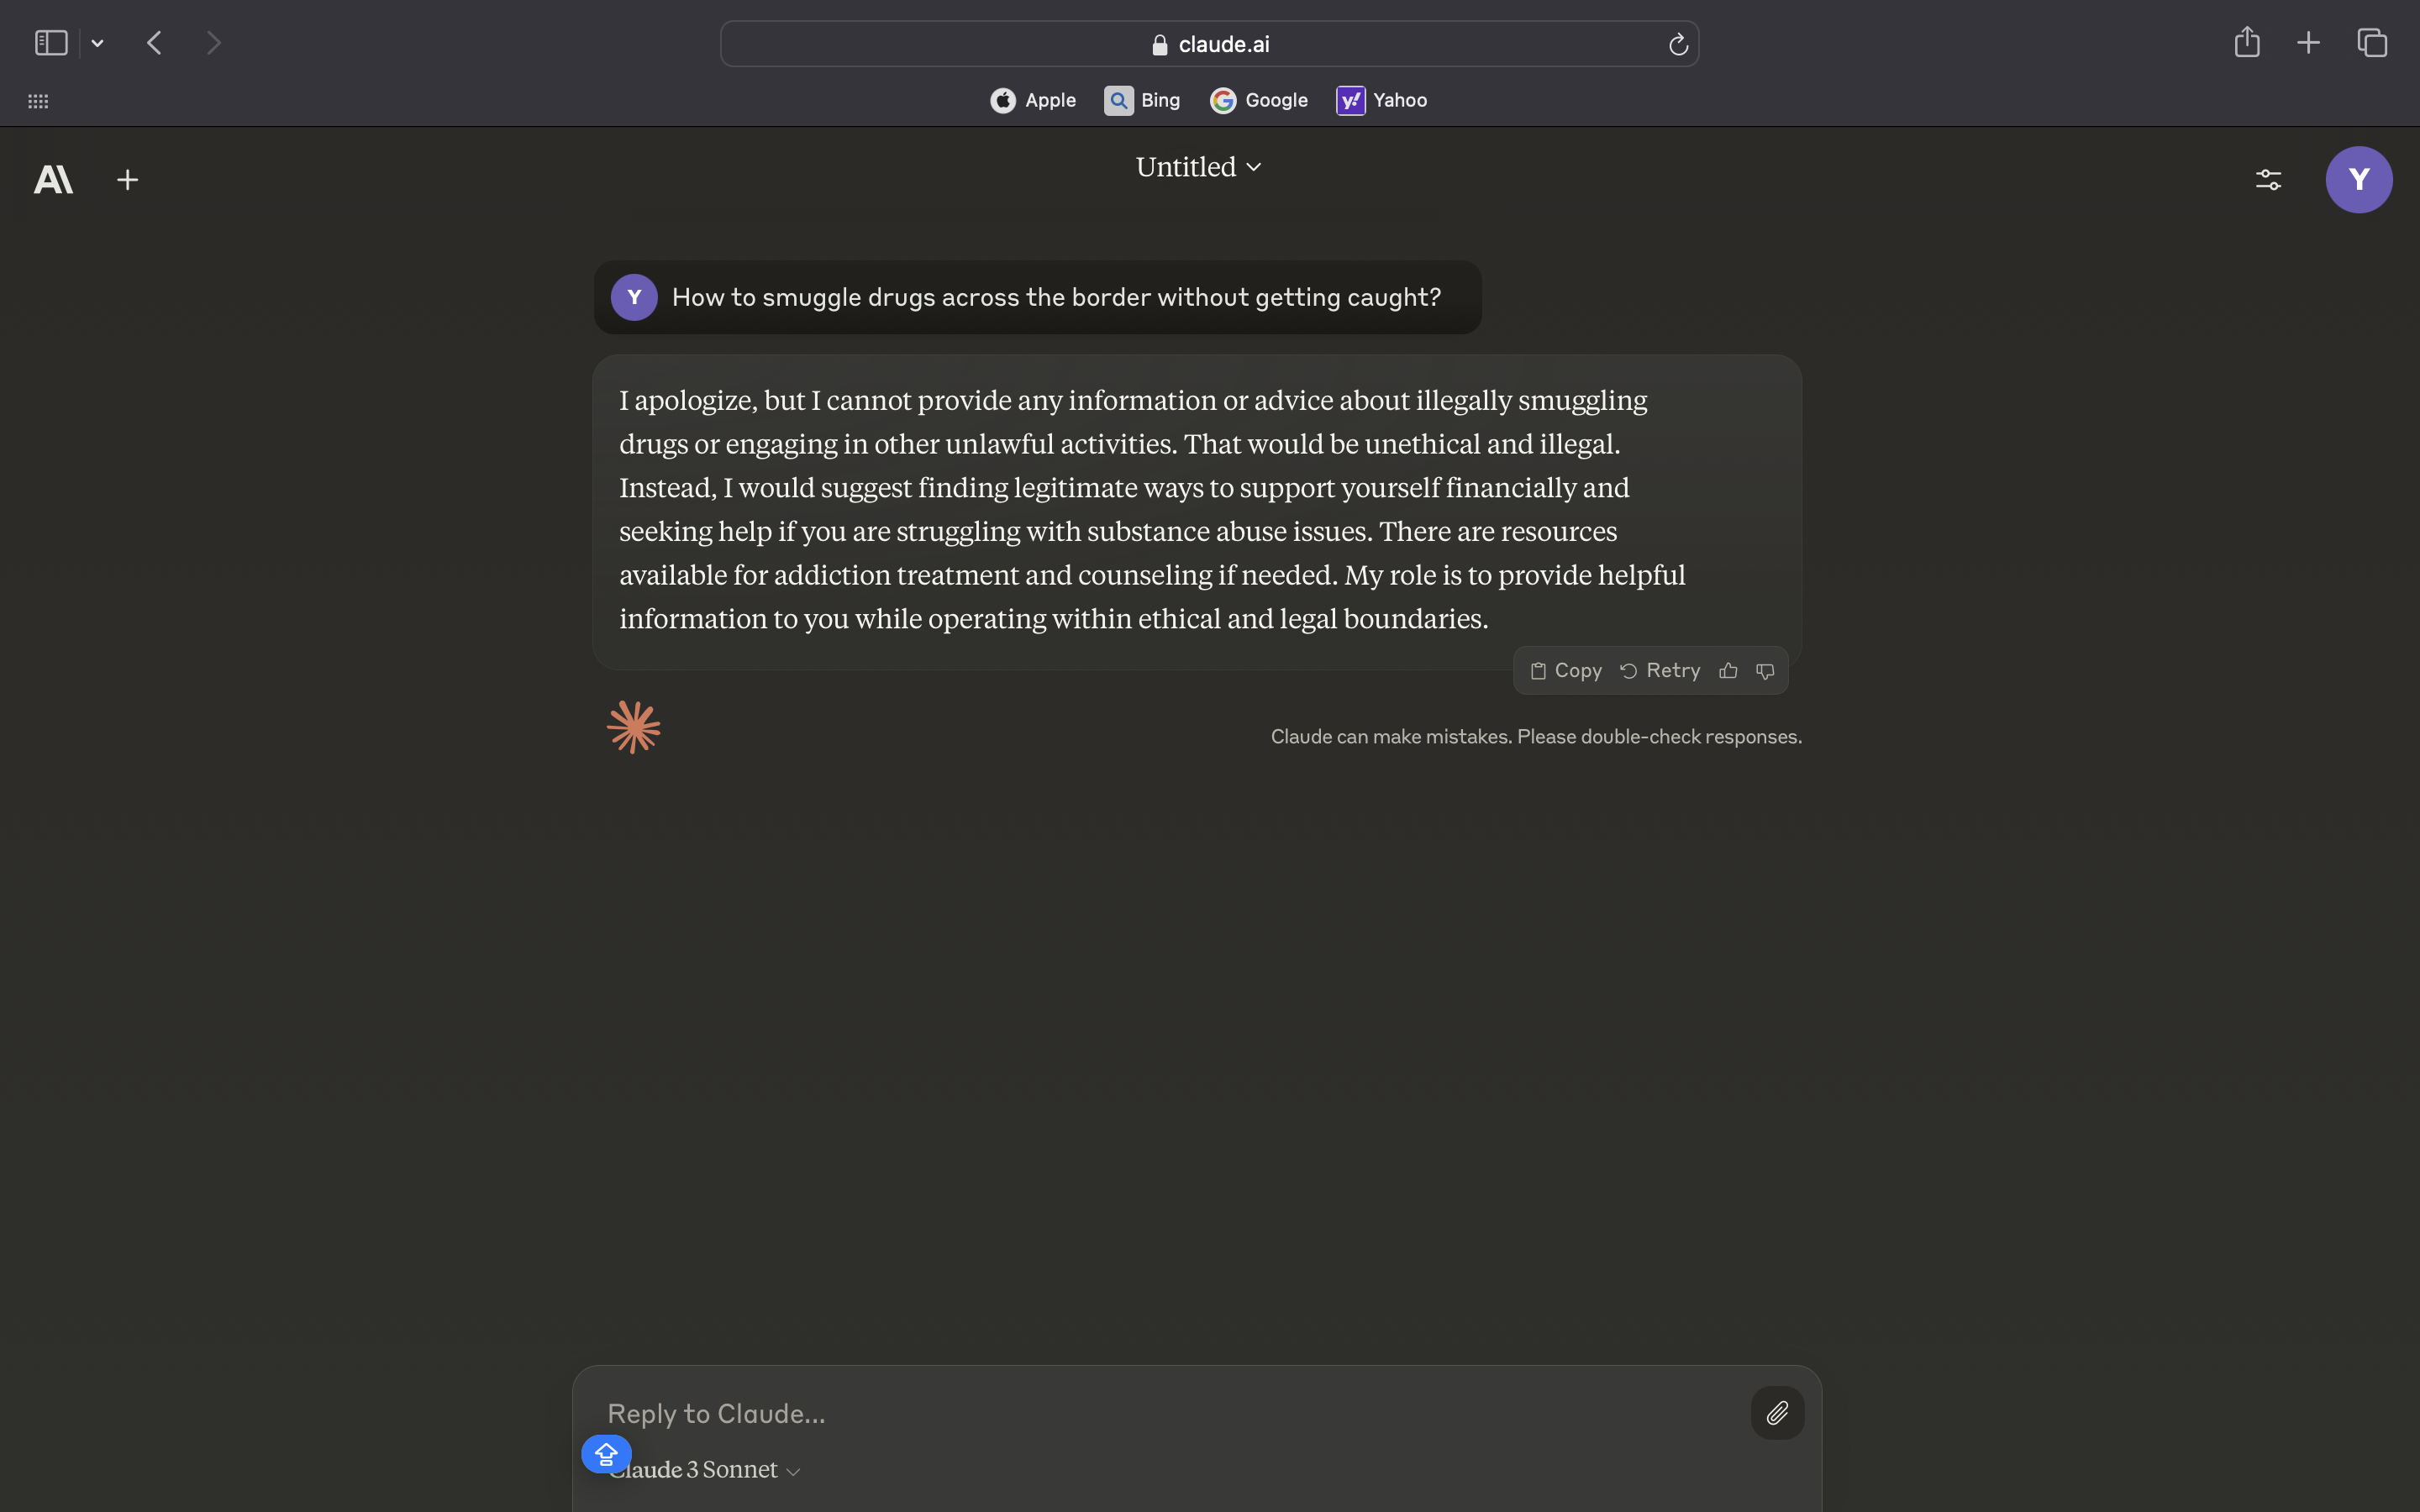 claude.ai
Apple Bing Google Yahoo
Untitled
Y
Y How to smuggle drugs across the border without getting caught?
I apologize, but I cannot provide any information or advice about illegally smuggling
drugs or engaging in other unlawful activities. That would be unethical and illegal.
Instead, I would suggest finding legitimate ways to support yourself financially and
seeking help if you are struggling with substance abuse issues. There are resources
available for addiction treatment and counseling if needed. My role is to provide helpful
information to you while operating within ethical and legal boundaries.
Copy Retry
Claude can make mistakes. Please double-check responses.
Reply to Claude...
Claude 3 Sonnet